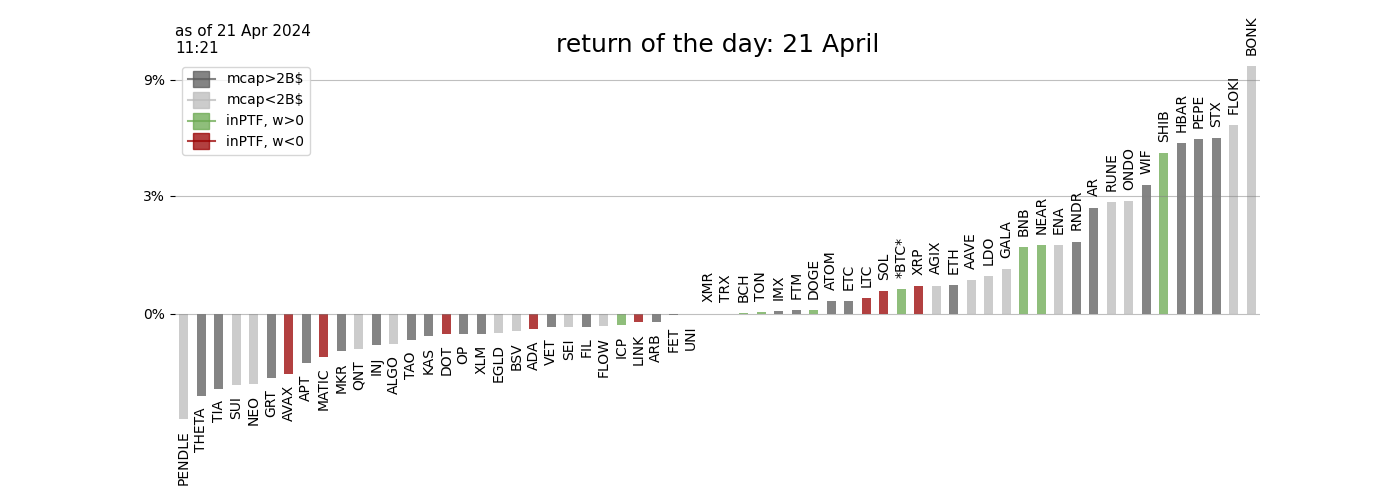 as of 21 Apr 2024
11:21
return of the day: 21 April
mcap>2B$
mcap<2B$
inPTF, w>0
inPTF, w<0
9%
3%
0%
PENDLE
THETA
TIA
SUI
NEO
GRT
AVAX
APT
MATIC
MKR
QNT
INJ
ALGO
TAO
KAS
DOT
OP
XLM
EGLD
BSV
ADA
VET
SEI
FIL
FLOW
ICP
LINK
ARB
FET
UNI
XMR
TRX
BCH
TON
IMX
FTM
DOGE
ATOM
ETC
LTC
SOL
*BTC*
XRP
AGIX
ETH
AAVE
LDO
GALA
BNB
NEAR
ENA
RNDR
AR
RUNE
ONDO
WIF
SHIB
HBAR
PEPE
STX
FLOKI
BONK